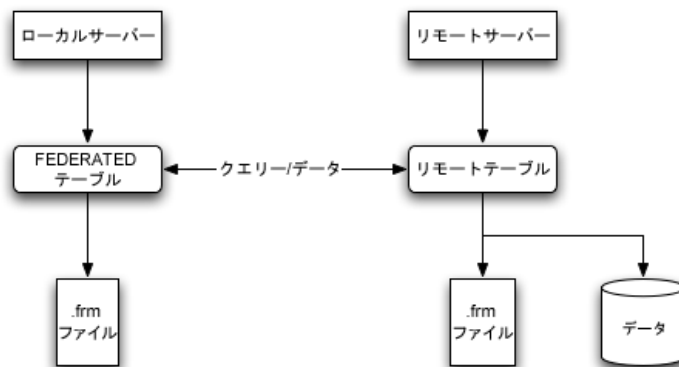 ローカルサーバー
リモートサーバー
FEDERATED
テーブル
クエリー/データ
リモートテーブル
.frm
ファイル
.frm
ファイル
データ